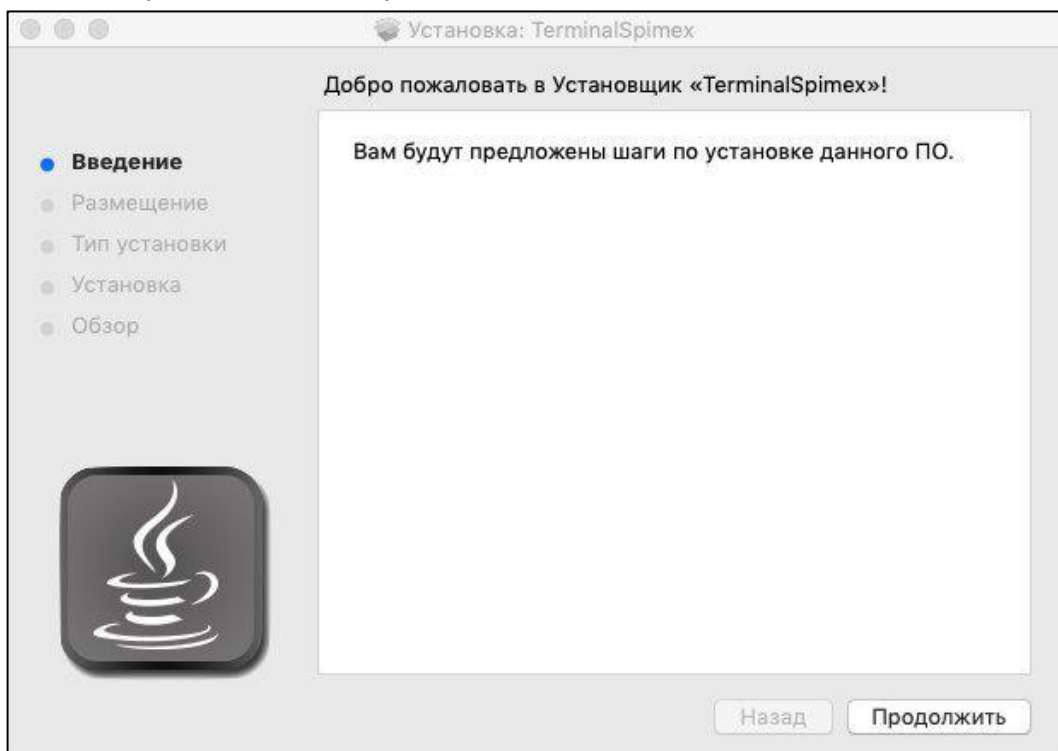 Установка: TerminalSpimex
Добро пожаловать в Установщик «TerminalSpimex»!
Введение
Размещение
Тип установки
Установка
Обзор
Вам будут предложены шаги по установке данного ПО.
Назад
Продолжить